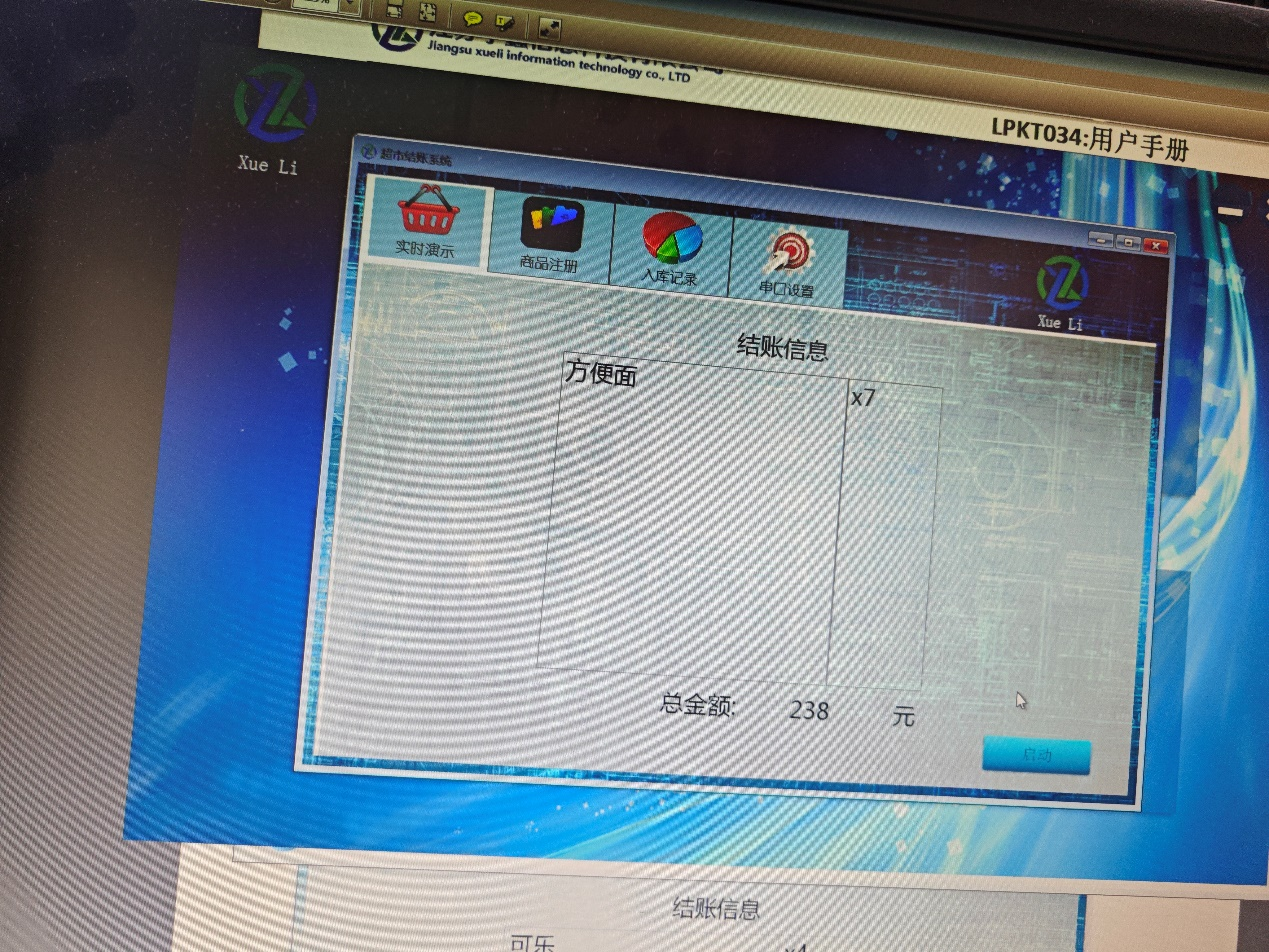 Jiangsu xueli information technology co., LTD
LPKT034:用户手册
Xue Li
超市结账系统
实时演示
商品注册
入库记录
串口设置
Xue Li
结账信息
方便面
x7
总金额: 238 元
启动
结账信息
可乐
x4